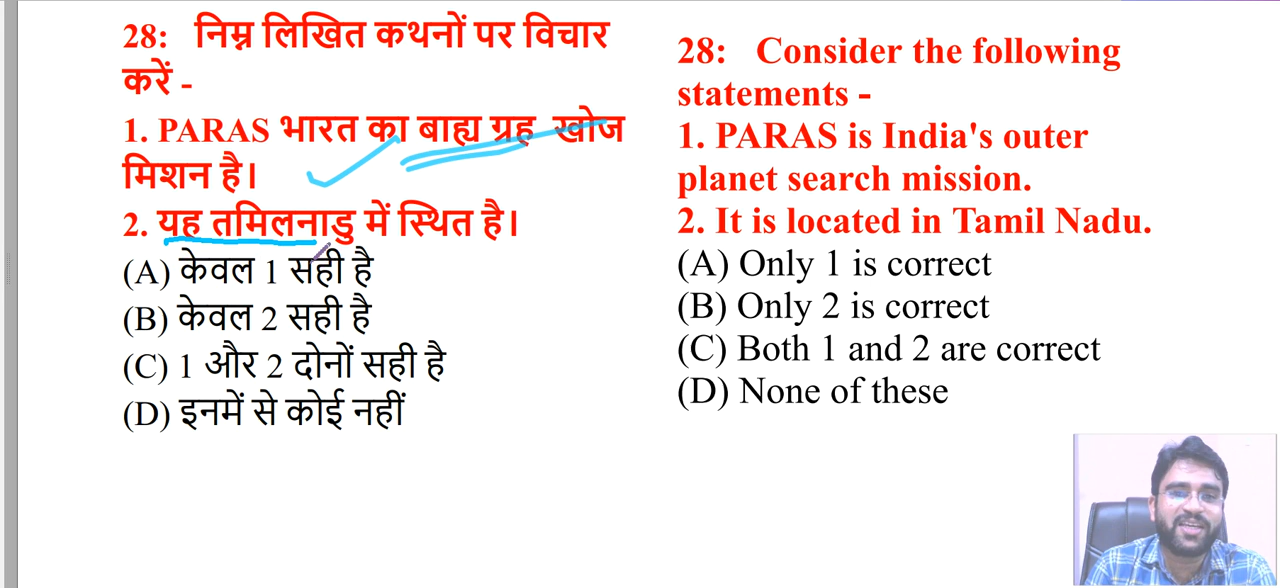 28: निम्न लिखित कथनों पर विचार
करें -
1. PARAS भारत का बाह्य ग्रह खोज
मिशन है।
2. यह तमिलनाडु में स्थित है।
(A) केवल 1 सही है
(B) केवल 2 सही है
(C) 1 और 2 दोनों सही है
(D) इनमें से कोई नहीं
28: Consider the following
statements -
1. PARAS is India's outer
planet search mission.
2. It is located in Tamil Nadu.
(A) Only 1 is correct
(B) Only 2 is correct
(C) Both 1 and 2 are correct
(D) None of these